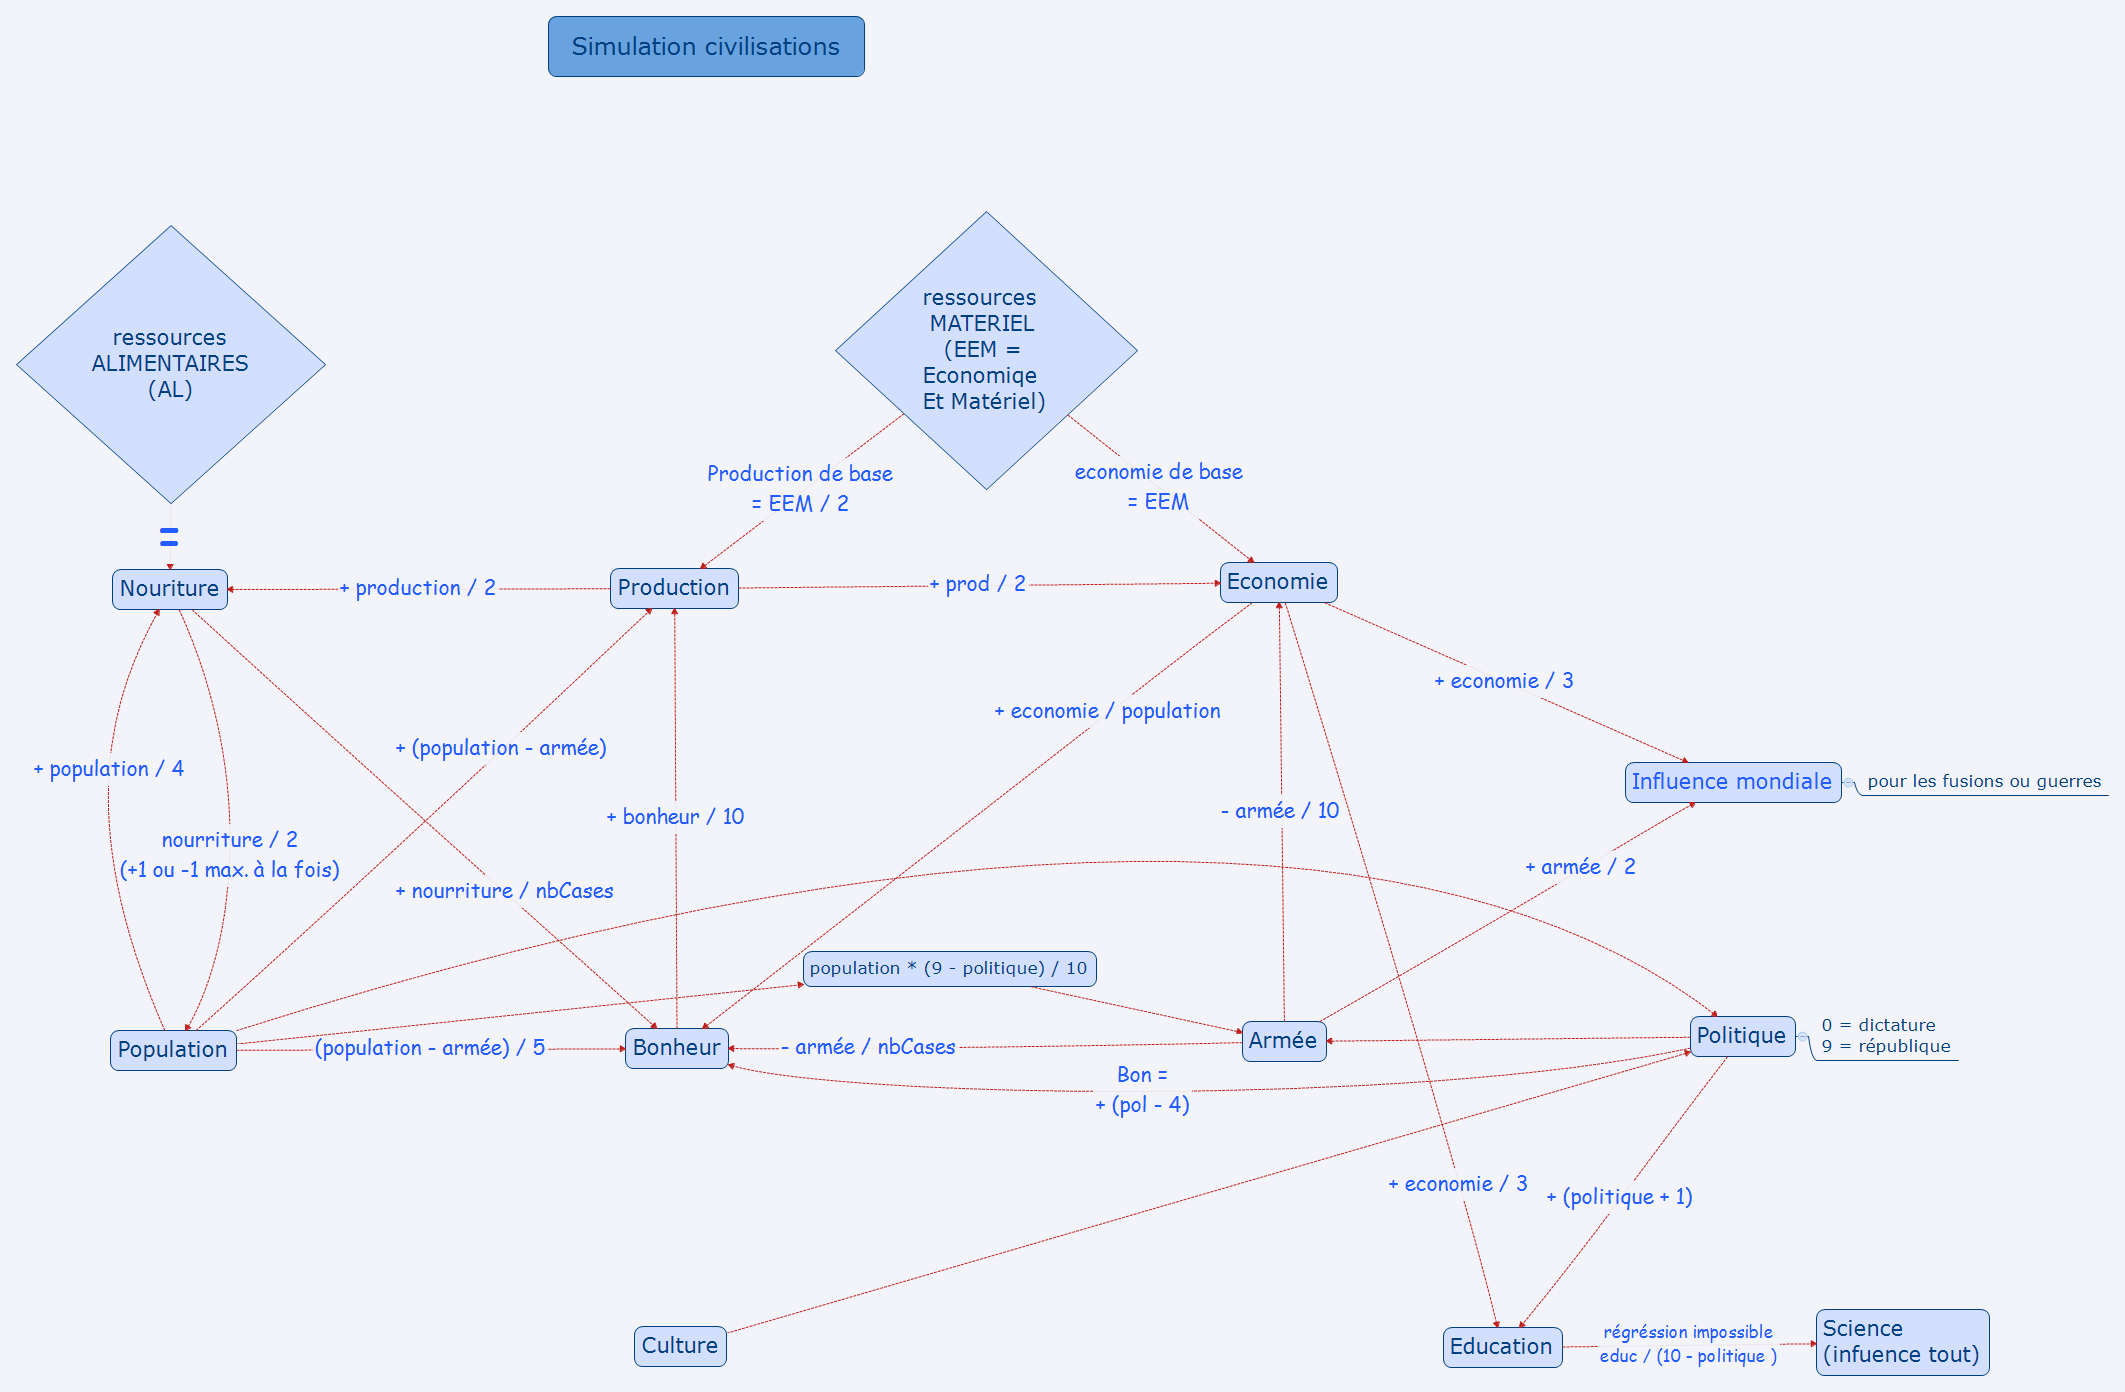 Simulation civilisations
ressources
ALIMENTAIRES
(AL)
ressources
MATERIEL
(EEM =
Economiqe
Et Matériel)
Production de base
= EEM / 2
economie de base
= EEM
=
Nouriture
+ production / 2
Production
+ prod / 2
Economie
+ economie / 3
+ economie / population
+ (population - armée)
+ population / 4
Influence mondiale
pour les fusions ou guerres
+ bonheur / 10
- armée / 10
nourriture / 2
(+1 ou -1 max. à la fois)
+ nourriture / nbCases
+ armée / 2
population * (9 - politique) / 10
Population
(population - armée) / 5
Bonheur
- armée / nbCases
Armée
Politique
0 = dictature
9 = république
Bon =
+ (pol - 4)
+ economie / 3
+ (politique + 1)
Culture
Education
régréssion impossible
educ / (10 - politique )
Science
(infuence tout)